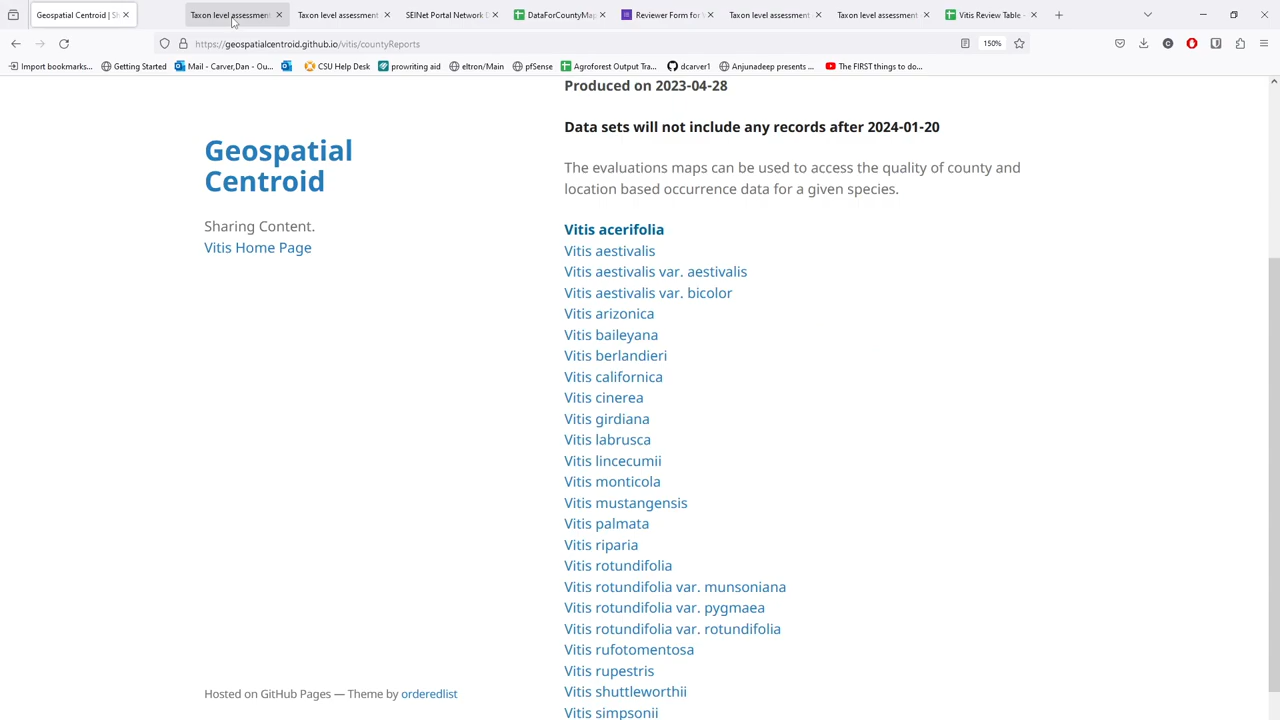 Geospatial Centroid | Sh
Taxon level assessment
Taxon level assessment
SEINet Portal Network
DataForCountyMap
Reviewer Form for
Taxon level assessment
Taxon level assessment
Vitis Review Table -
https://geospatialcentroid.github.io/vitis/countyReports
150%
Import bookmarks...
Getting Started
Mail - Carver,Dan - Ou...
CSU Help Desk
prowriting aid
eltron/Main
pfSense
Agroforest Output Tra...
dcarver1
Anjunadeep presents ...
The FIRST things to do...
Produced on 2023-04-28
Data sets will not include any records after 2024-01-20
The evaluations maps can be used to access the quality of county and
location based occurrence data for a given species.
Geospatial
Centroid
Sharing Content.
Vitis Home Page
Vitis acerifolia
Vitis aestivalis
Vitis aestivalis var. aestivalis
Vitis aestivalis var. bicolor
Vitis arizonica
Vitis baileyana
Vitis berlandieri
Vitis californica
Vitis cinerea
Vitis girdiana
Vitis labrusca
Vitis lincecumii
Vitis monticola
Vitis mustangensis
Vitis palmata
Vitis riparia
Vitis rotundifolia
Vitis rotundifolia var. munsoniana
Vitis rotundifolia var. pygmaea
Vitis rotundifolia var. rotundifolia
Vitis rufotomentosa
Vitis rupestris
Vitis shuttleworthii
Vitis simpsonii
Hosted on GitHub Pages — Theme by orderedlist